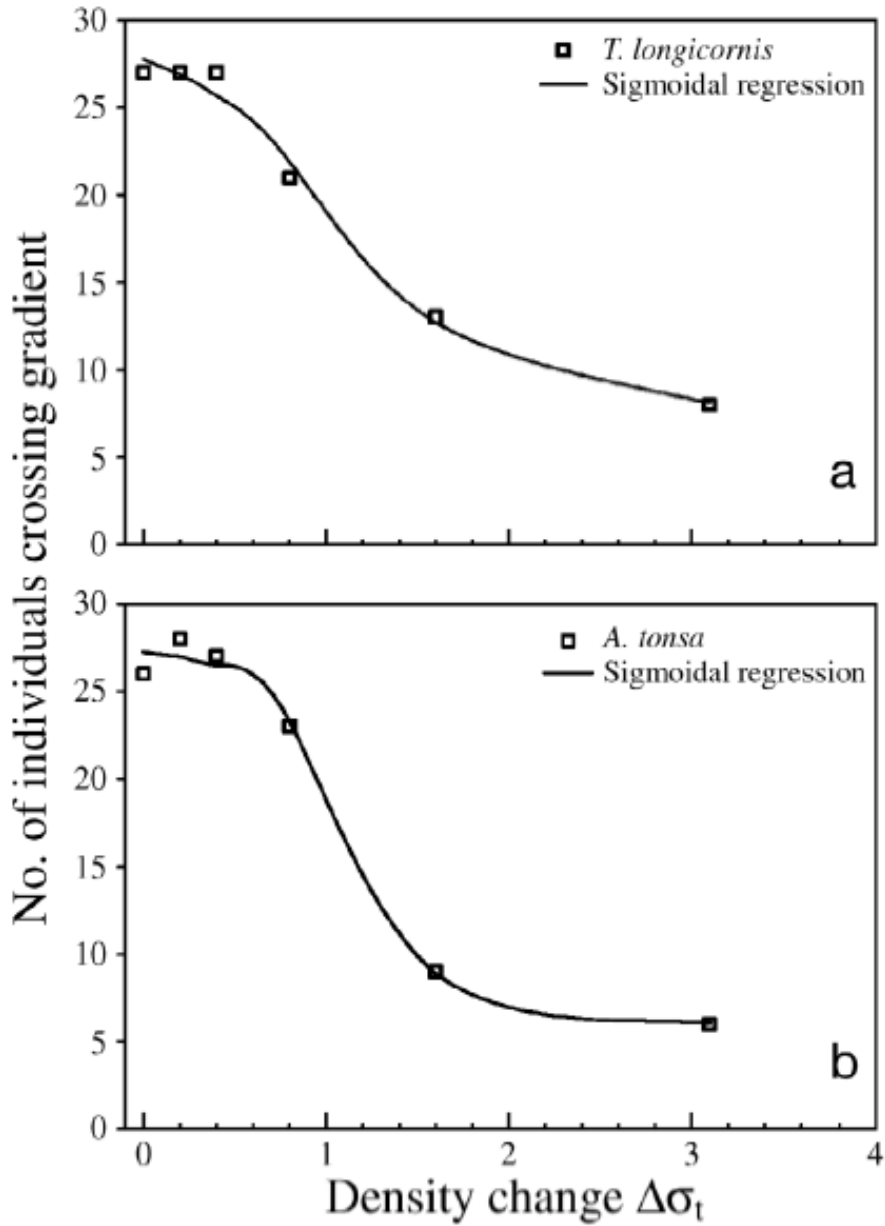 No. of individuals crossing gradient
30
25
20
15
10
5
0
T. longicornis
Sigmoidal regression
a
30
25
20
15
10
5
0
A. tonsa
Sigmoidal regression
b
0 1 2 3 4
Density change Δσt